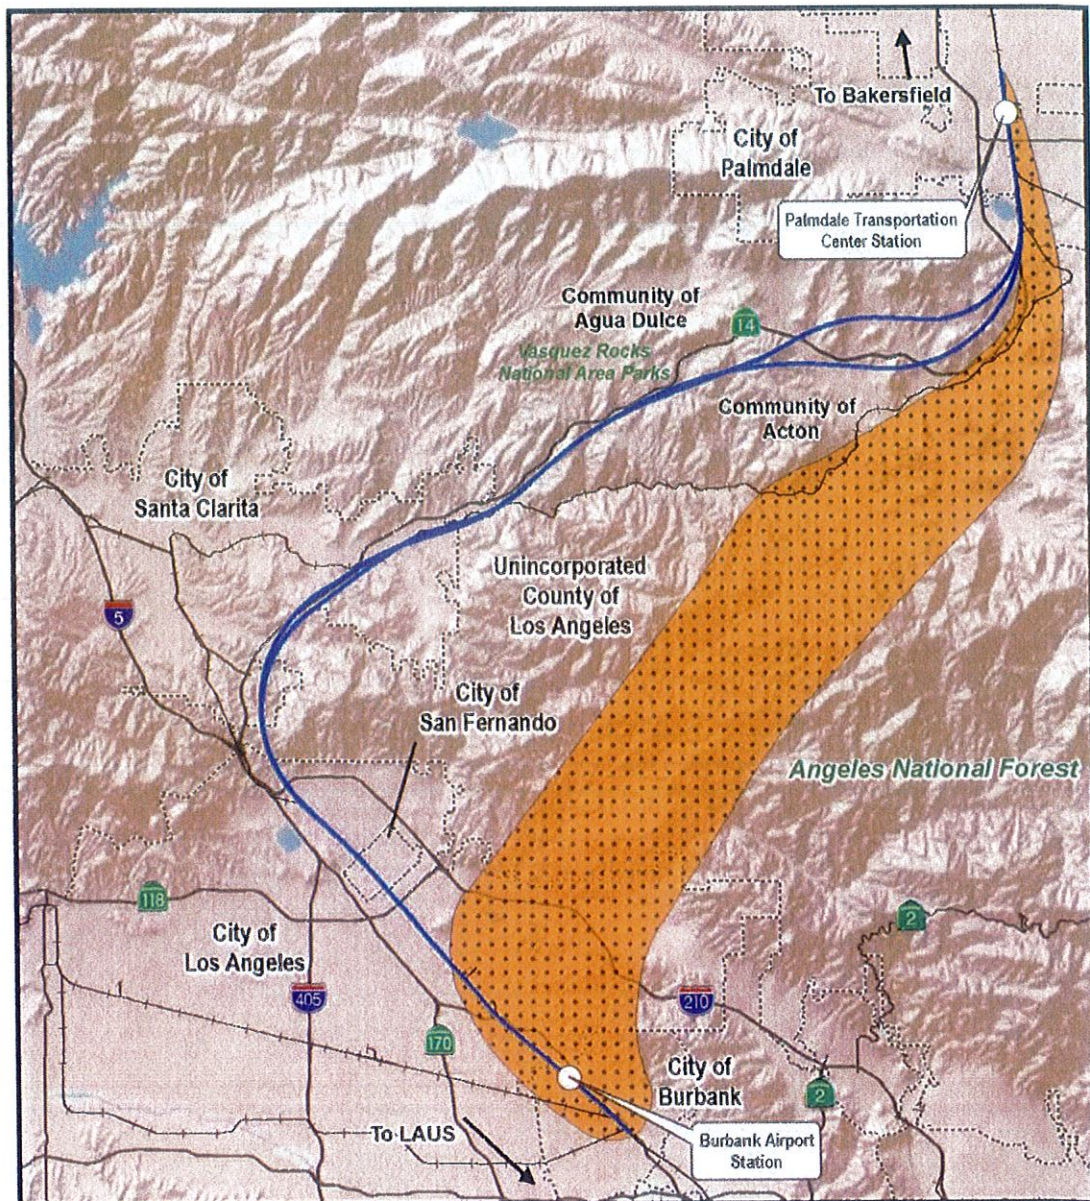 To Bakersfield
City of
Palmdale
Palmdale Transportation
Center Station
Community of
Agua Dulce
14
Vasquez Rocks
National Area Parks
Community of
Acton
City of
Santa Clarita
Unincorporated
County of
Los Angeles
5
City of
San Fernando
Angeles National Forest
118
2
City of
Los Angeles
405
210
170
City of
Burbank
2
To LAUS
Burbank Airport
Station